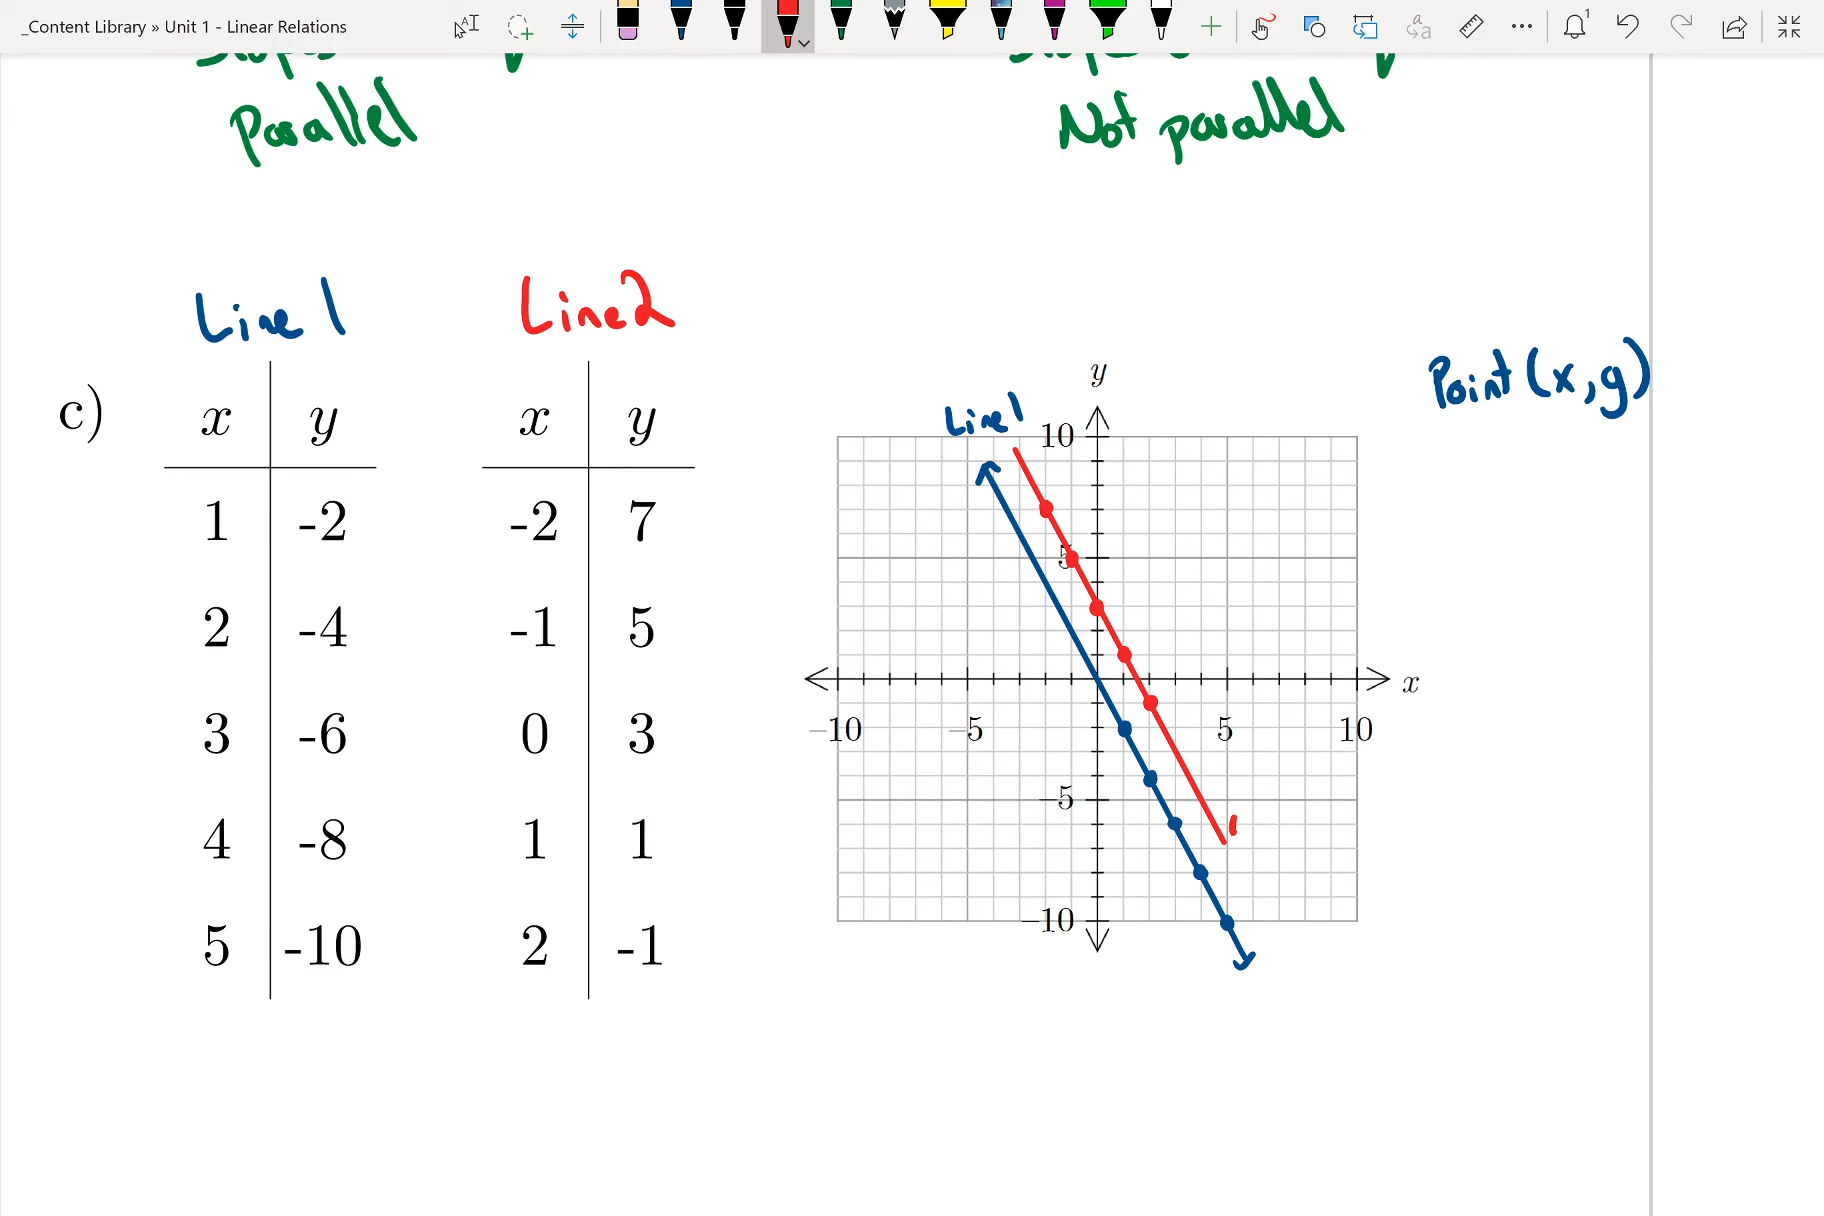 _Content Library » Unit 1 - Linear Relations
Parallel
Not parallel
Line 1
Line 2
c)
x y
1 -2
2 -4
3 -6
4 -8
5 -10
x y
-2 7
-1 5
0 3
1 1
2 -1
Line 1
y
10
5
x
−10 −5 5 10
−5
−10
Point (x,y)